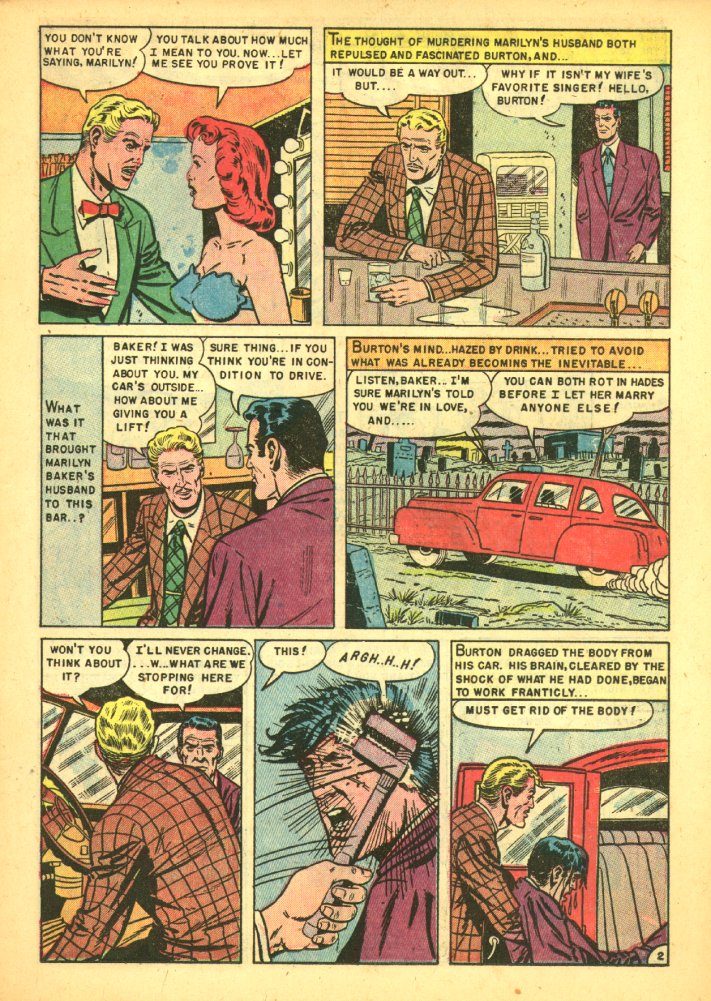 YOU DON'T KNOW
WHAT YOU'RE
SAYING, MARILYN!
YOU TALK ABOUT HOW MUCH
I MEAN TO YOU. NOW...LET
ME SEE YOU PROVE IT!
THE THOUGHT OF MURDERING MARILYN'S HUSBAND BOTH
REPULSED AND FASCINATED BURTON, AND...
IT WOULD BE A WAY OUT...
BUT....
WHY IF IT ISN'T MY WIFE'S
FAVORITE SINGER! HELLO,
BURTON!
WHAT
WAS IT
THAT
BROUGHT
MARILYN
BAKER'S
HUSBAND
TO THIS
BAR..?
BAKER! I WAS
JUST THINKING
ABOUT YOU. MY
CAR'S OUTSIDE...
HOW ABOUT ME
GIVING YOU A
LIFT!
SURE THING...IF YOU
THINK YOU'RE IN CON-
DITION TO DRIVE.
BURTON'S MIND...HAZED BY DRINK...TRIED TO AVOID
WHAT WAS ALREADY BECOMING THE INEVITABLE...
LISTEN, BAKER... I'M
SURE MARILYN'S TOLD
YOU WE'RE IN LOVE,
AND.....
YOU CAN BOTH ROT IN HADES
BEFORE I LET HER MARRY
ANYONE ELSE!
WON'T YOU
THINK ABOUT
IT?
I'LL NEVER CHANGE.
...W...WHAT ARE WE
STOPPING HERE
FOR!
THIS!
ARGH..H..H!
BURTON DRAGGED THE BODY FROM
HIS CAR. HIS BRAIN, CLEARED BY THE
SHOCK OF WHAT HE HAD DONE, BEGAN
TO WORK FRANTICLY...
MUST GET RID OF THE BODY!
2